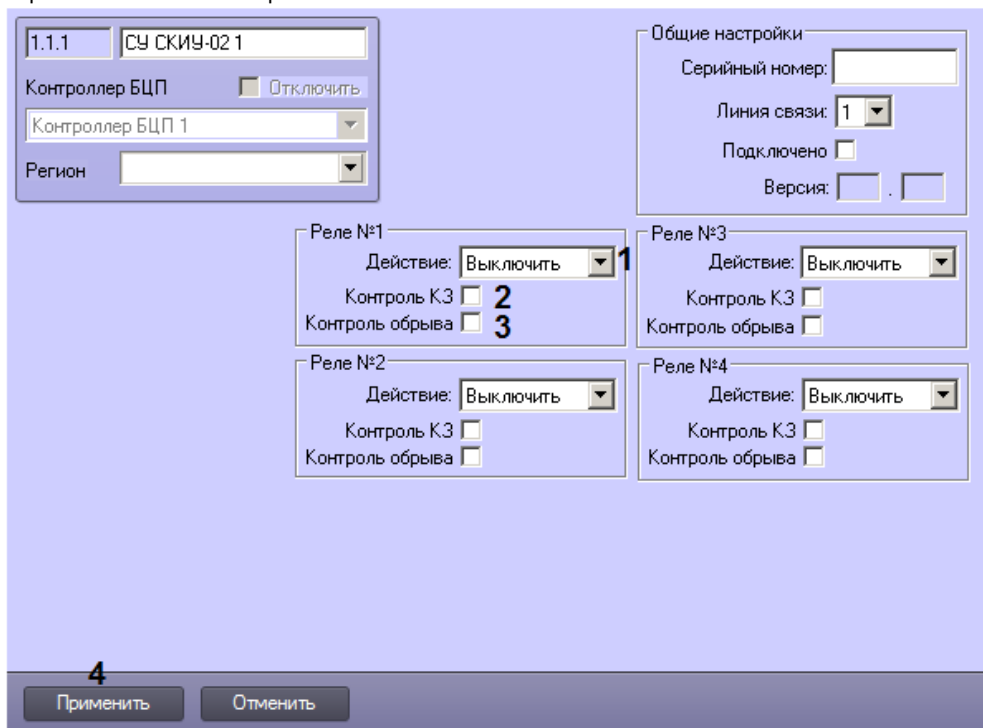 1.1.1 СУ СКИУ-02 1
Контроллер БЦП Отключить
Контроллер БЦП 1
Регион
Общие настройки
Серийный номер:
Линия связи: 1
Подключено
Версия: .
Реле №1
Действие: Выключить 1
Контроль КЗ 2
Контроль обрыва 3
Реле №3
Действие: Выключить
Контроль КЗ
Контроль обрыва
Реле №2
Действие: Выключить
Контроль КЗ
Контроль обрыва
Реле №4
Действие: Выключить
Контроль КЗ
Контроль обрыва
4
Применить Отменить